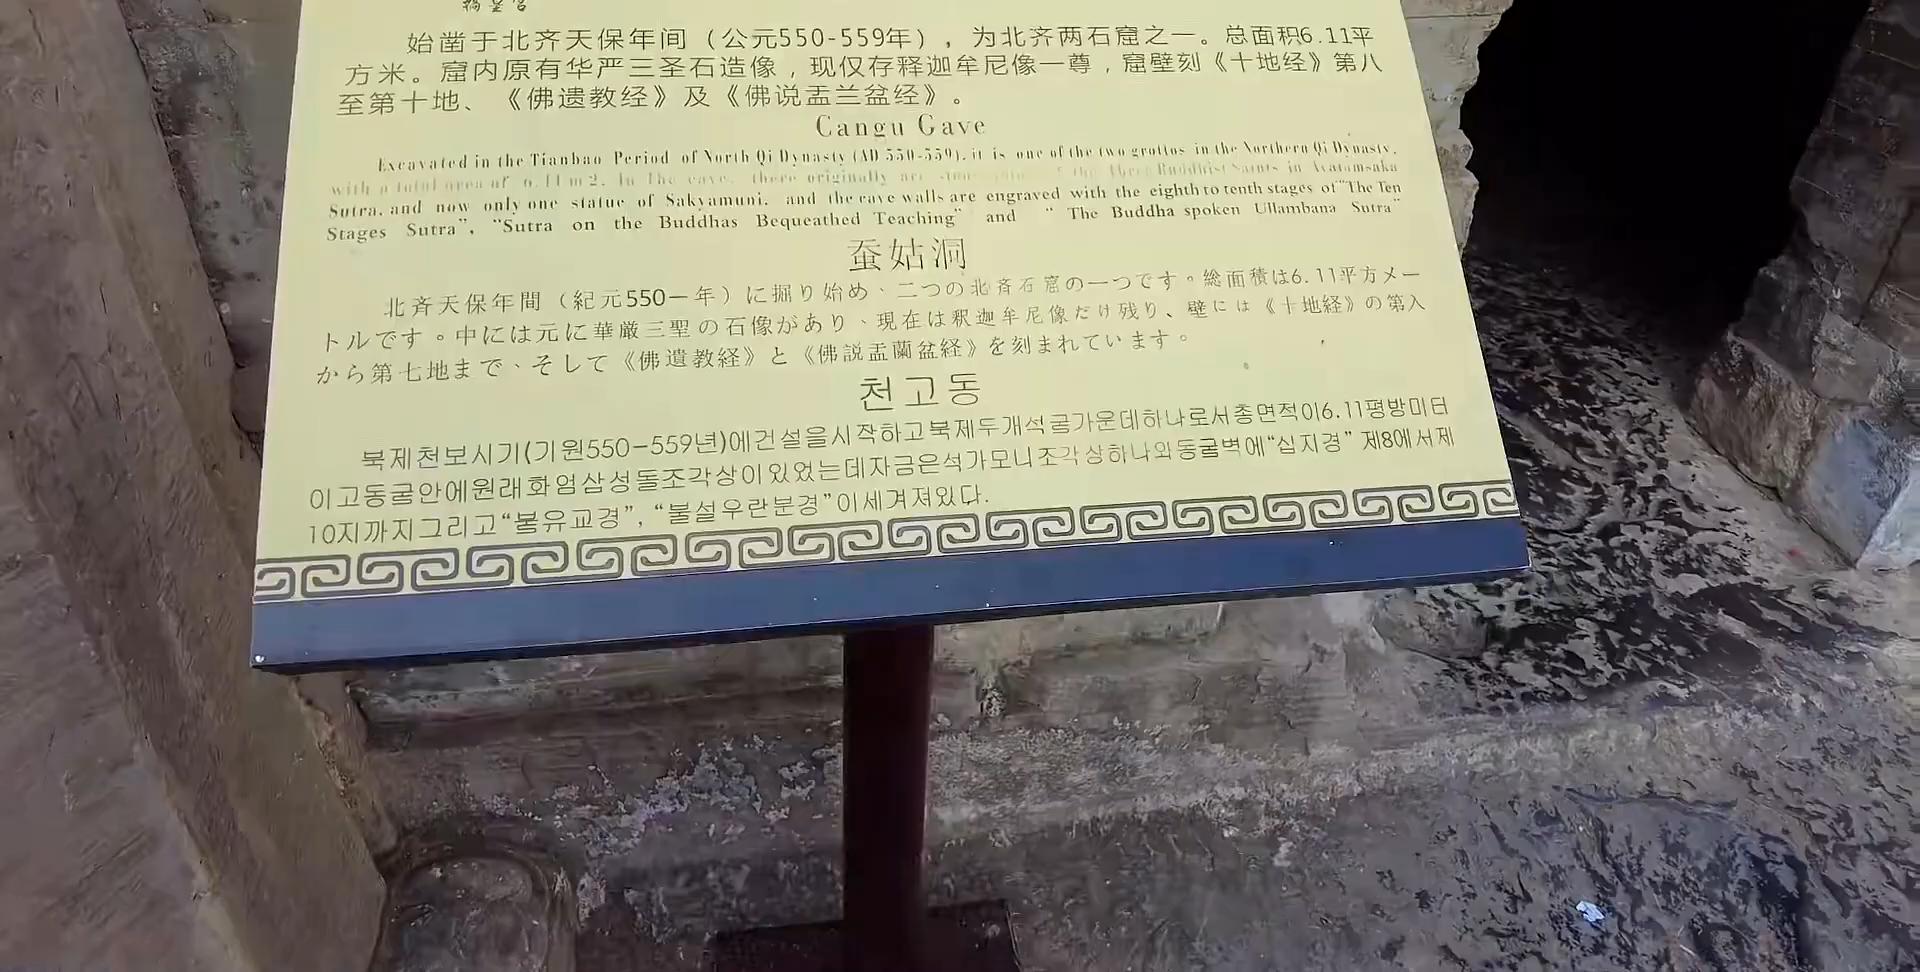 始凿于北齐天保年间（公元550-559年），为北齐两石窟之一。总面积6.11平
方米。窟内原有华严三圣石造像，现仅存释迦牟尼像一尊，窟壁刻《十地经》第八
至第十地、《佛遗教经》及《佛说盂兰盆经》。
Cangu Gave
Excavated in the Tianbao Period of North Qi Dynasty (AD 550-559), it is one of the two grottos in the Northern Qi Dynasty,
with a total area of 6.11m2. In the cave, there originally are stone of the three Buddhist Saints in Avatamsaka
Sutra, and now only one statue of Sakyamuni, and the cave walls are engraved with the eighth to tenth stages of "The Ten
Stages Sutra", "Sutra on the Buddhas Bequeathed Teaching" and " The Buddha spoken Ullambana Sutra"
蚕姑洞
北斉天保年間（紀元550一年）に掘り始め、二つの北斉石窟の一つです。総面積は6.11平方メー
トルです。中には元に華厳三聖の石像があり、現在は釈迦牟尼像だけ残り、壁には《十地経》の第入
から第七地まで、そして《佛遺教経》と《佛説盂蘭盆経》を刻まれています。
천고동
북제천보시기(기원550-559년)에건설을시작하고북제두개석굴가운데하나로서총면적이6.11평방미터
이고동굴안에원래화엄삼성돌조각상이있었는데자금은석가모니조각상하나와동굴벽에“십지경” 제8에서제
10지까지그리고“불유교경”, “불설우란분경”이세겨져있다.